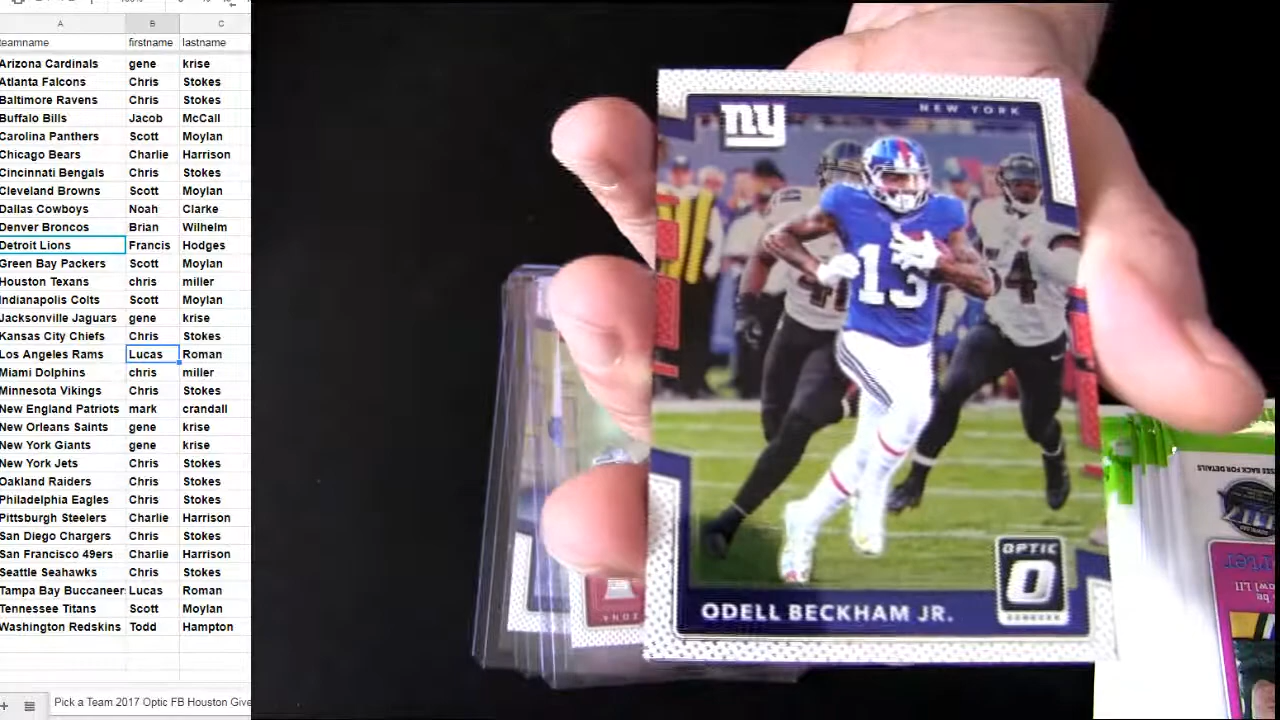 A B C
teamname firstname lastname
Arizona Cardinals gene krise
Atlanta Falcons Chris Stokes
Baltimore Ravens Chris Stokes
Buffalo Bills Jacob McCall
Carolina Panthers Scott Moylan
Chicago Bears Charlie Harrison
Cincinnati Bengals Chris Stokes
Cleveland Browns Scott Moylan
Dallas Cowboys Noah Clarke
Denver Broncos Brian Wilhelm
Detroit Lions Francis Hodges
Green Bay Packers Scott Moylan
Houston Texans chris miller
Indianapolis Colts Scott Moylan
Jacksonville Jaguars gene krise
Kansas City Chiefs Chris Stokes
Los Angeles Rams Lucas Roman
Miami Dolphins chris miller
Minnesota Vikings Chris Stokes
New England Patriots mark crandall
New Orleans Saints gene krise
New York Giants gene krise
New York Jets Chris Stokes
Oakland Raiders Chris Stokes
Philadelphia Eagles Chris Stokes
Pittsburgh Steelers Charlie Harrison
San Diego Chargers Chris Stokes
San Francisco 49ers Charlie Harrison
Seattle Seahawks Chris Stokes
Tampa Bay Buccaneer Lucas Roman
Tennessee Titans Scott Moylan
Washington Redskins Todd Hampton
Pick a Team 2017 Optic FB Houston Give
ny NEW YORK
13
OPTIC
O
DONRUSS
ODELL BECKHAM JR.
SEE BACK FOR DETAILS